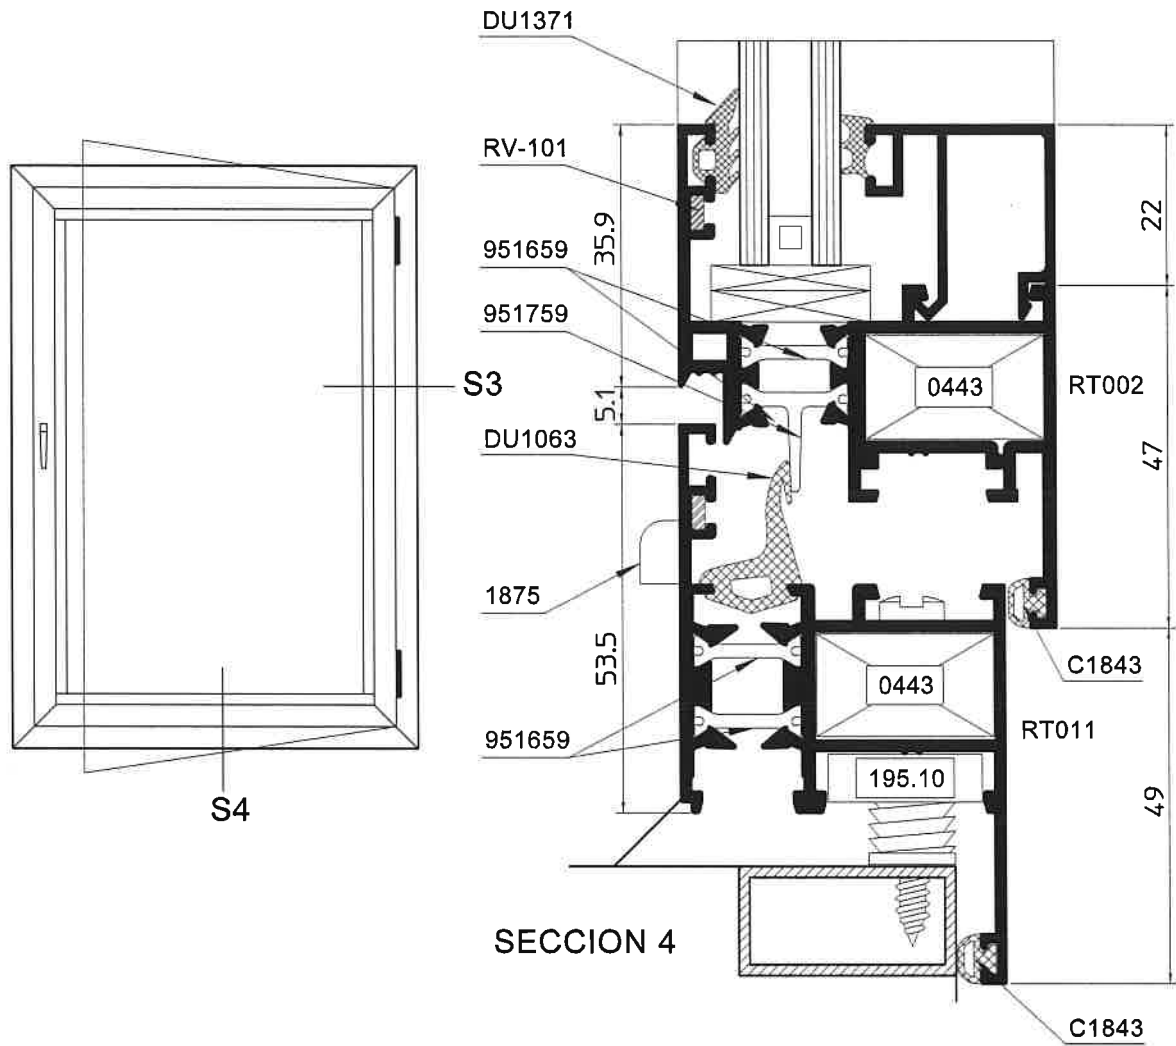 DU1371
RV-101
951659
951759
DU1063
1875
951659
S3
S4
35.9
5.1
53.5
22
47
49
0443
RT002
0443
RT011
195.10
C1843
C1843
SECCION 4